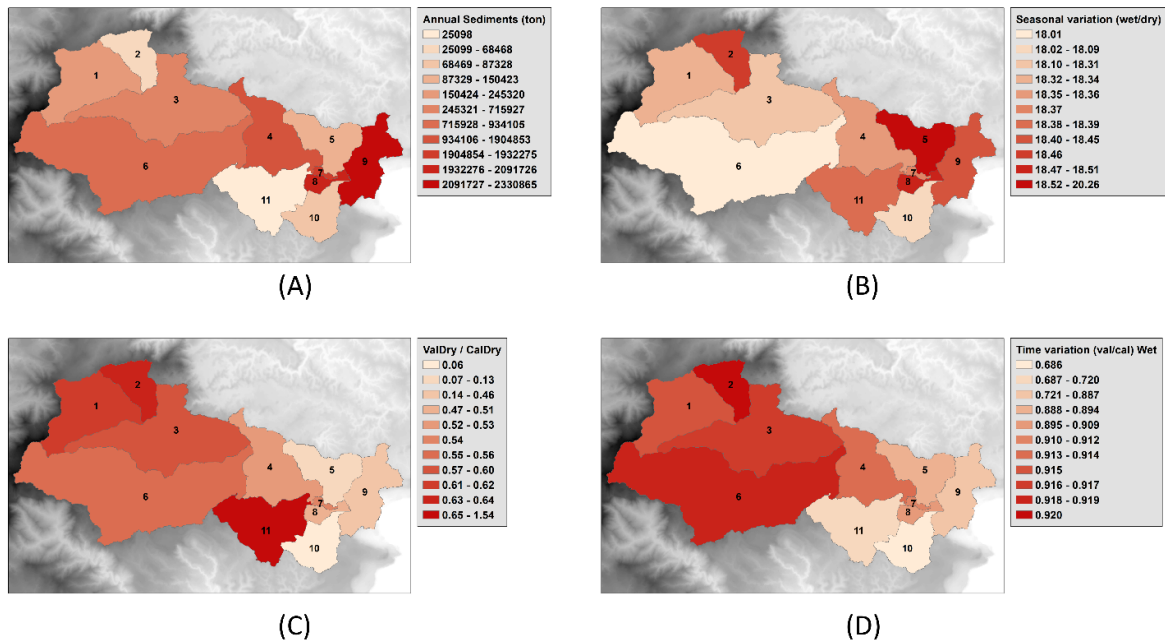 Annual Sediments (ton)
25098
25099 - 68468
68469 - 87328
87329 - 150423
150424 - 245320
245321 - 715927
715928 - 934105
934106 - 1904853
1904854 - 1932275
1932276 - 2091726
2091727 - 2330865
1
2
3
4
5
6
7
8
9
10
11
(A)
Seasonal variation (wet/dry)
18.01
18.02 - 18.09
18.10 - 18.31
18.32 - 18.34
18.35 - 18.36
18.37
18.38 - 18.39
18.40 - 18.45
18.46
18.47 - 18.51
18.52 - 20.26
1
2
3
4
5
6
7
8
9
10
11
(B)
ValDry / CalDry
0.06
0.07 - 0.13
0.14 - 0.46
0.47 - 0.51
0.52 - 0.53
0.54
0.55 - 0.56
0.57 - 0.60
0.61 - 0.62
0.63 - 0.64
0.65 - 1.54
1
2
3
4
5
6
7
8
9
10
11
(C)
Time variation (val/cal) Wet
0.686
0.687 - 0.720
0.721 - 0.887
0.888 - 0.894
0.895 - 0.909
0.910 - 0.912
0.913 - 0.914
0.915
0.916 - 0.917
0.918 - 0.919
0.920
1
2
3
4
5
6
7
8
9
10
11
(D)